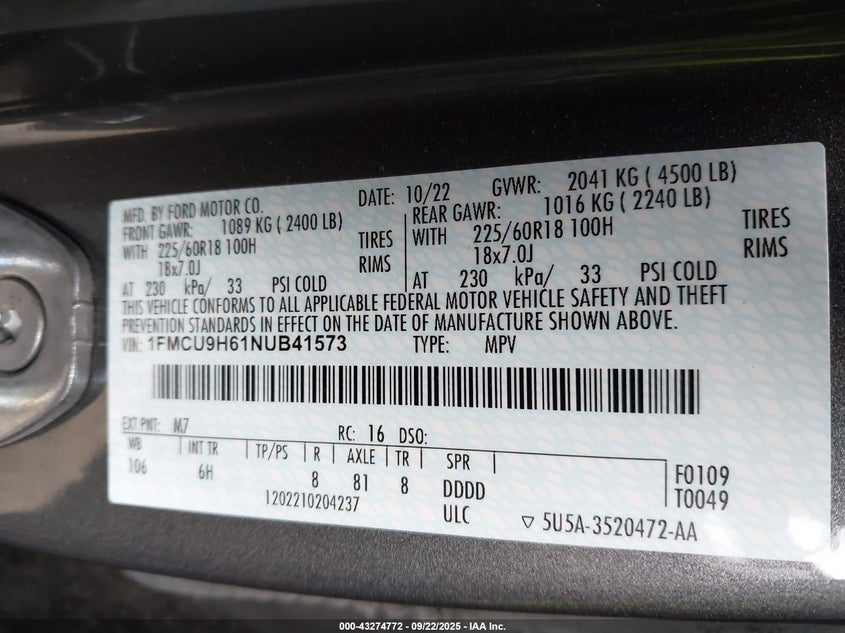 MFD. BY FORD MOTOR CO. DATE: 10/22 GVWR: 2041 KG ( 4500 LB)
FRONT GAWR: 1089 KG ( 2400 LB) REAR GAWR: 1016 KG ( 2240 LB)
WITH 225/60R18 100H TIRES WITH 225/60R18 100H TIRES
18x7.0J RIMS 18x7.0J RIMS
AT 230 kPa/ 33 PSI COLD AT 230 kPa/ 33 PSI COLD
THIS VEHICLE CONFORMS TO ALL APPLICABLE FEDERAL MOTOR VEHICLE SAFETY AND THEFT
PREVENTION STANDARDS IN EFFECT ON THE DATE OF MANUFACTURE SHOWN ABOVE.
VIN: 1FMCU9H61NUB41573 TYPE: MPV
EXT PNT: M7 RC: 16 DSO:
WB INT TR TP/PS R AXLE TR SPR
106 6H 8 81 8 DDDD F0109
1202210204237 ULC T0049
5U5A-3520472-AA
000-43274772 - 09/22/2025 - IAA Inc.